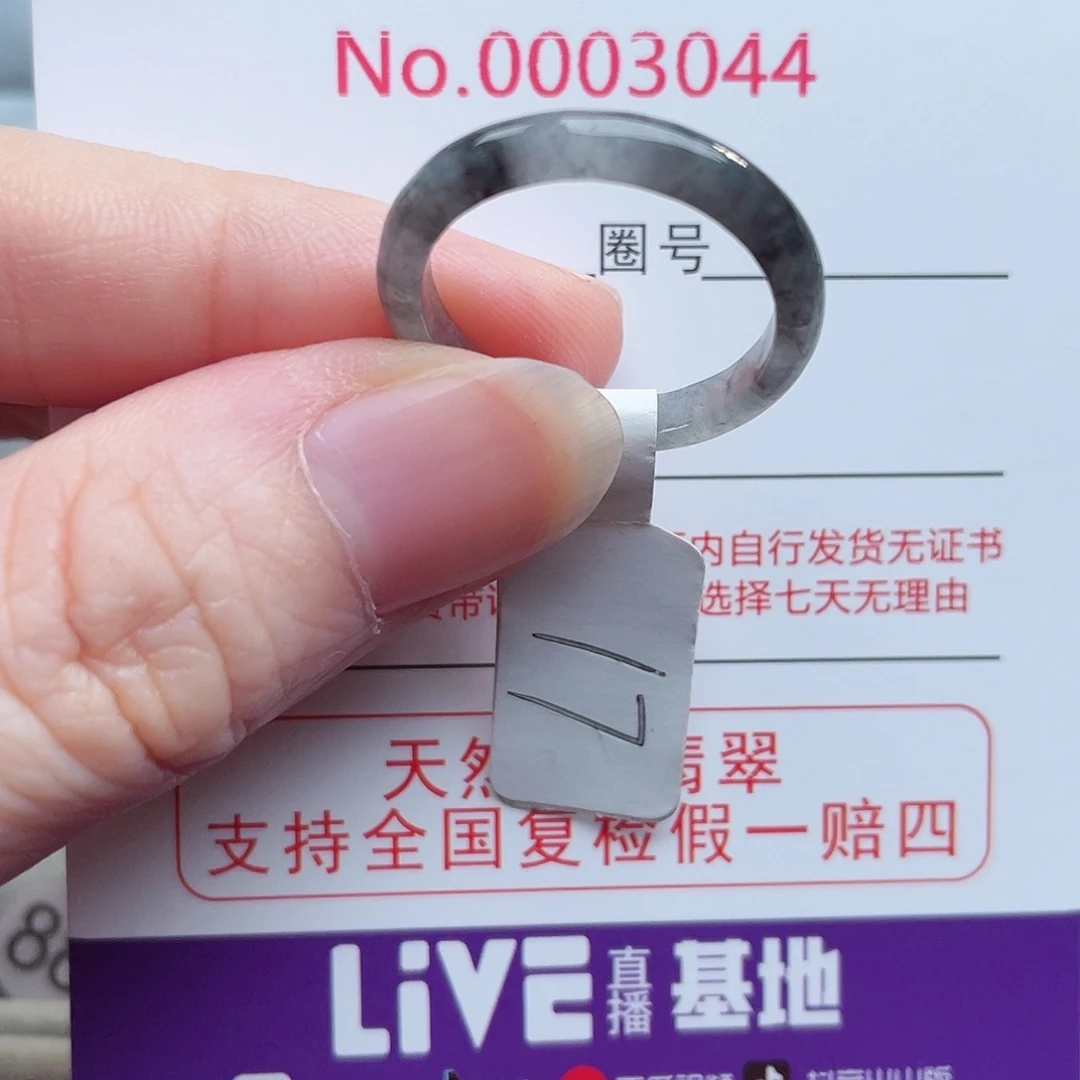 No.0003044
圈号
内自行发货无证书
选择七天无理由
17
天然 翡翠
支持全国复检假一赔四
LiVE直播基地